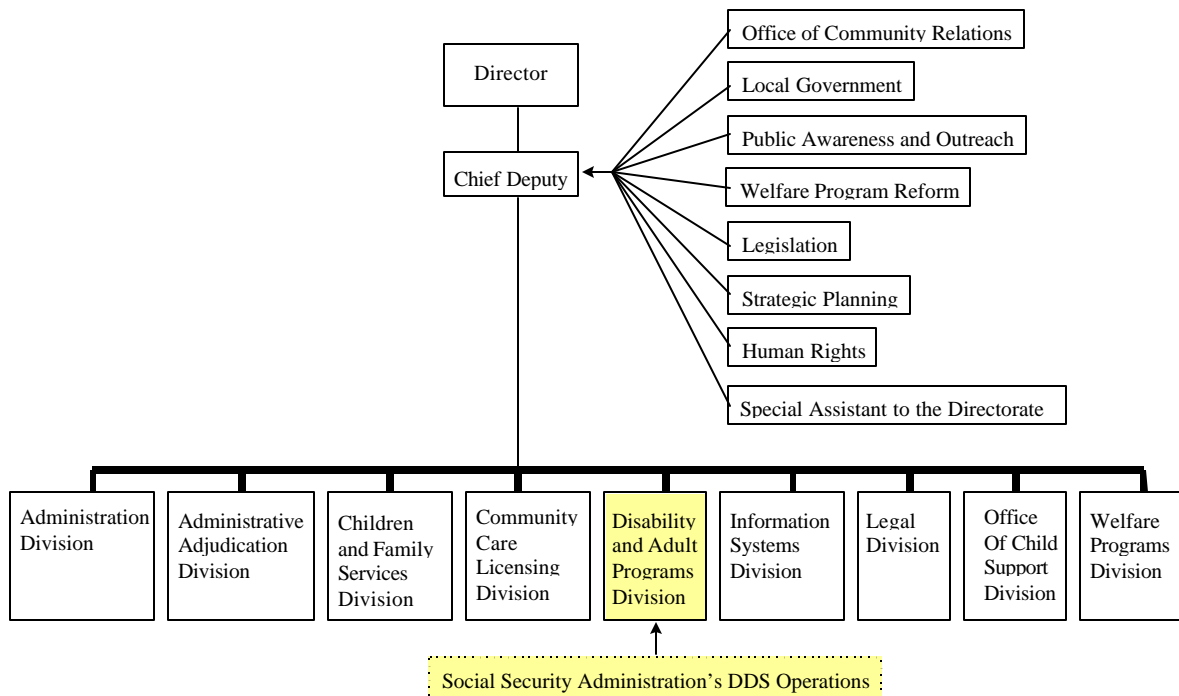 Director
Chief Deputy
Office of Community Relations
Local Government
Public Awareness and Outreach
Welfare Program Reform
Legislation
Strategic Planning
Human Rights
Special Assistant to the Directorate
Administration
Division
Administrative
Adjudication
Division
Children
and Family
Services
Division
Community
Care
Licensing
Division
Disability
and Adult
Programs
Division
Information
Systems
Division
Legal
Division
Office
Of Child
Support
Division
Welfare
Programs
Division
Social Security Administration’s DDS Operations